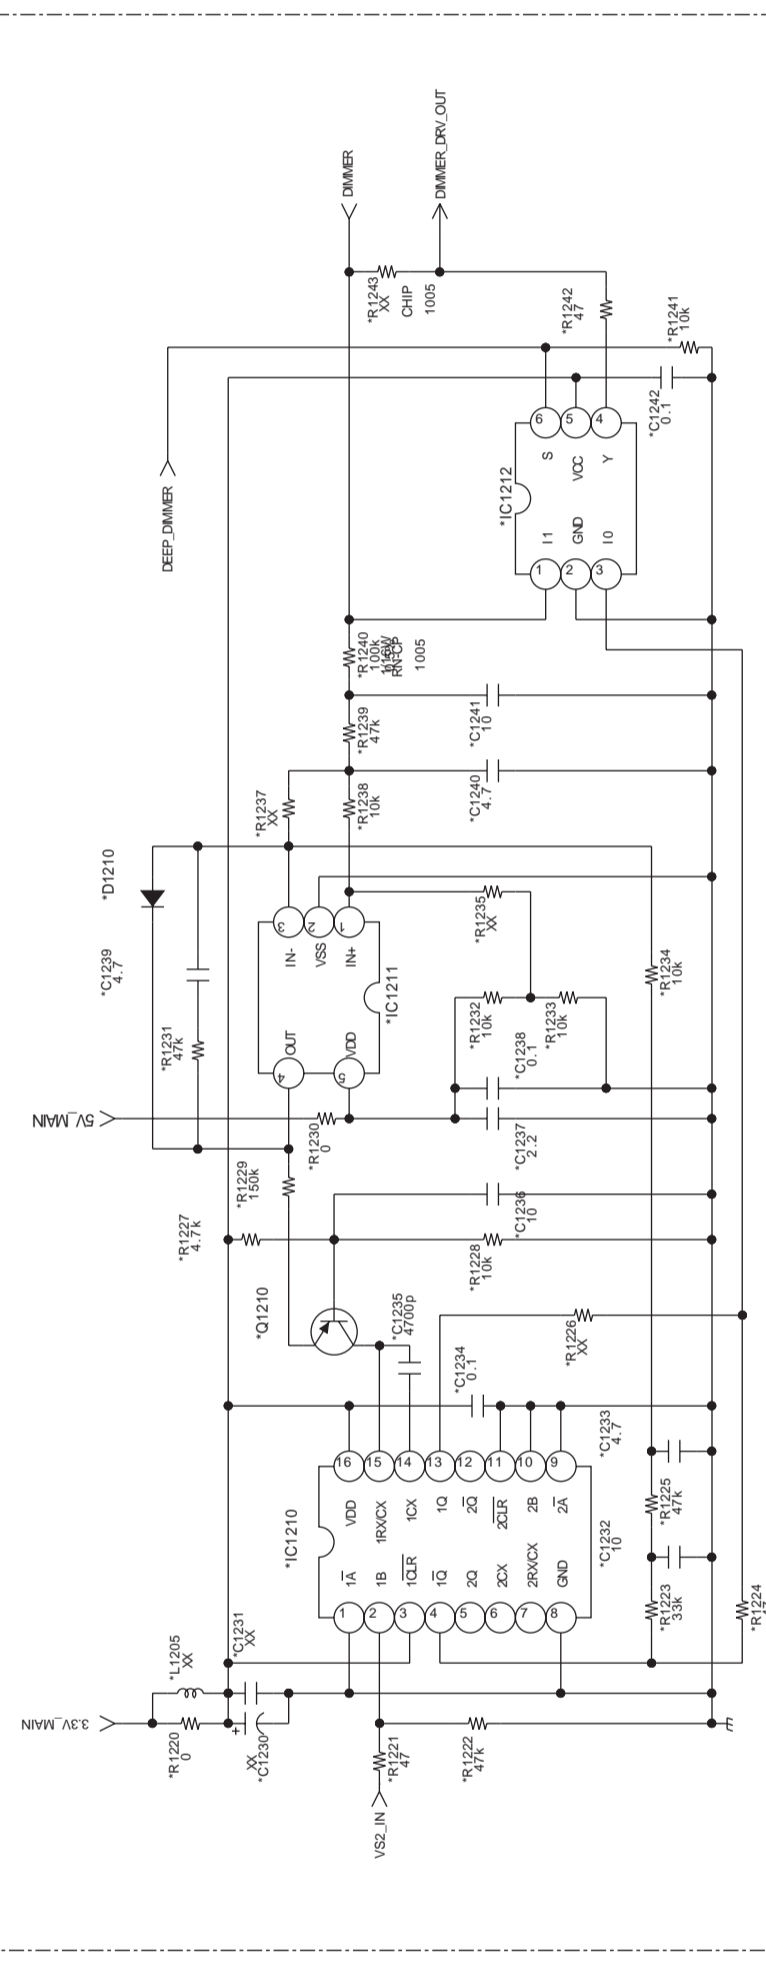 3.3V_MAIN
*R1220
0
*L1205
XX
*C1231
XX
XX
*C1230
+
VS2_IN
*R1221
47
*R1222
47k
*IC1210
1A
1B
1CLR
1Q
2Q
2CX
2RX/CX
GND
1
2
3
4
5
6
7
8
VDD
1RX/CX
1CX
1Q
2Q
2CLR
2B
2A
16
15
14
13
12
11
10
9
*R1223
33k
*R1224
*R1225
47k
*C1232
10
*C1233
4.7
*C1234
0.1
*C1235
4700p
*R1226
XX
*Q1210
*R1227
4.7k
*R1228
10k
*C1236
10
*R1229
150k
*R1230
0
5V_MAIN
*R1231
47k
*C1239
4.7
*D1210
*C1237
2.2
*C1238
0.1
*R1232
10k
*R1233
10k
*R1234
10k
*R1235
XX
*IC1211
OUT
VDD
4
5
IN-
VSS
IN+
3
2
1
*R1237
XX
*R1238
10k
*C1240
4.7
*R1239
47k
*C1241
10
*R1240
100k
1/16W
RN-CP
1005
*IC1212
I1
GND
I0
1
2
3
S
VCC
Y
6
5
4
DEEP_DIMMER
*C1242
0.1
*R1241
10k
*R1242
47
*R1243
XX
CHIP
1005
DIMMER
DIMMER_DRV_OUT